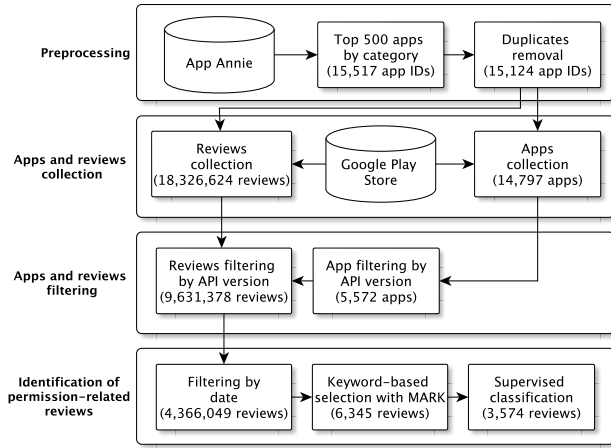 Preprocessing
App Annie
Top 500 apps
by category
(15,517 app IDs)
Duplicates
removal
(15,124 app IDs)
Apps and reviews
collection
Reviews
collection
(18,326,624 reviews)
Google Play
Store
Apps
collection
(14,797 apps)
Apps and reviews
filtering
Reviews filtering
by API version
(9,631,378 reviews)
App filtering by
API version
(5,572 apps)
Identification of
permission-related
reviews
Filtering by
date
(4,366,049 reviews)
Keyword-based
selection with MARK
(6,345 reviews)
Supervised
classification
(3,574 reviews)